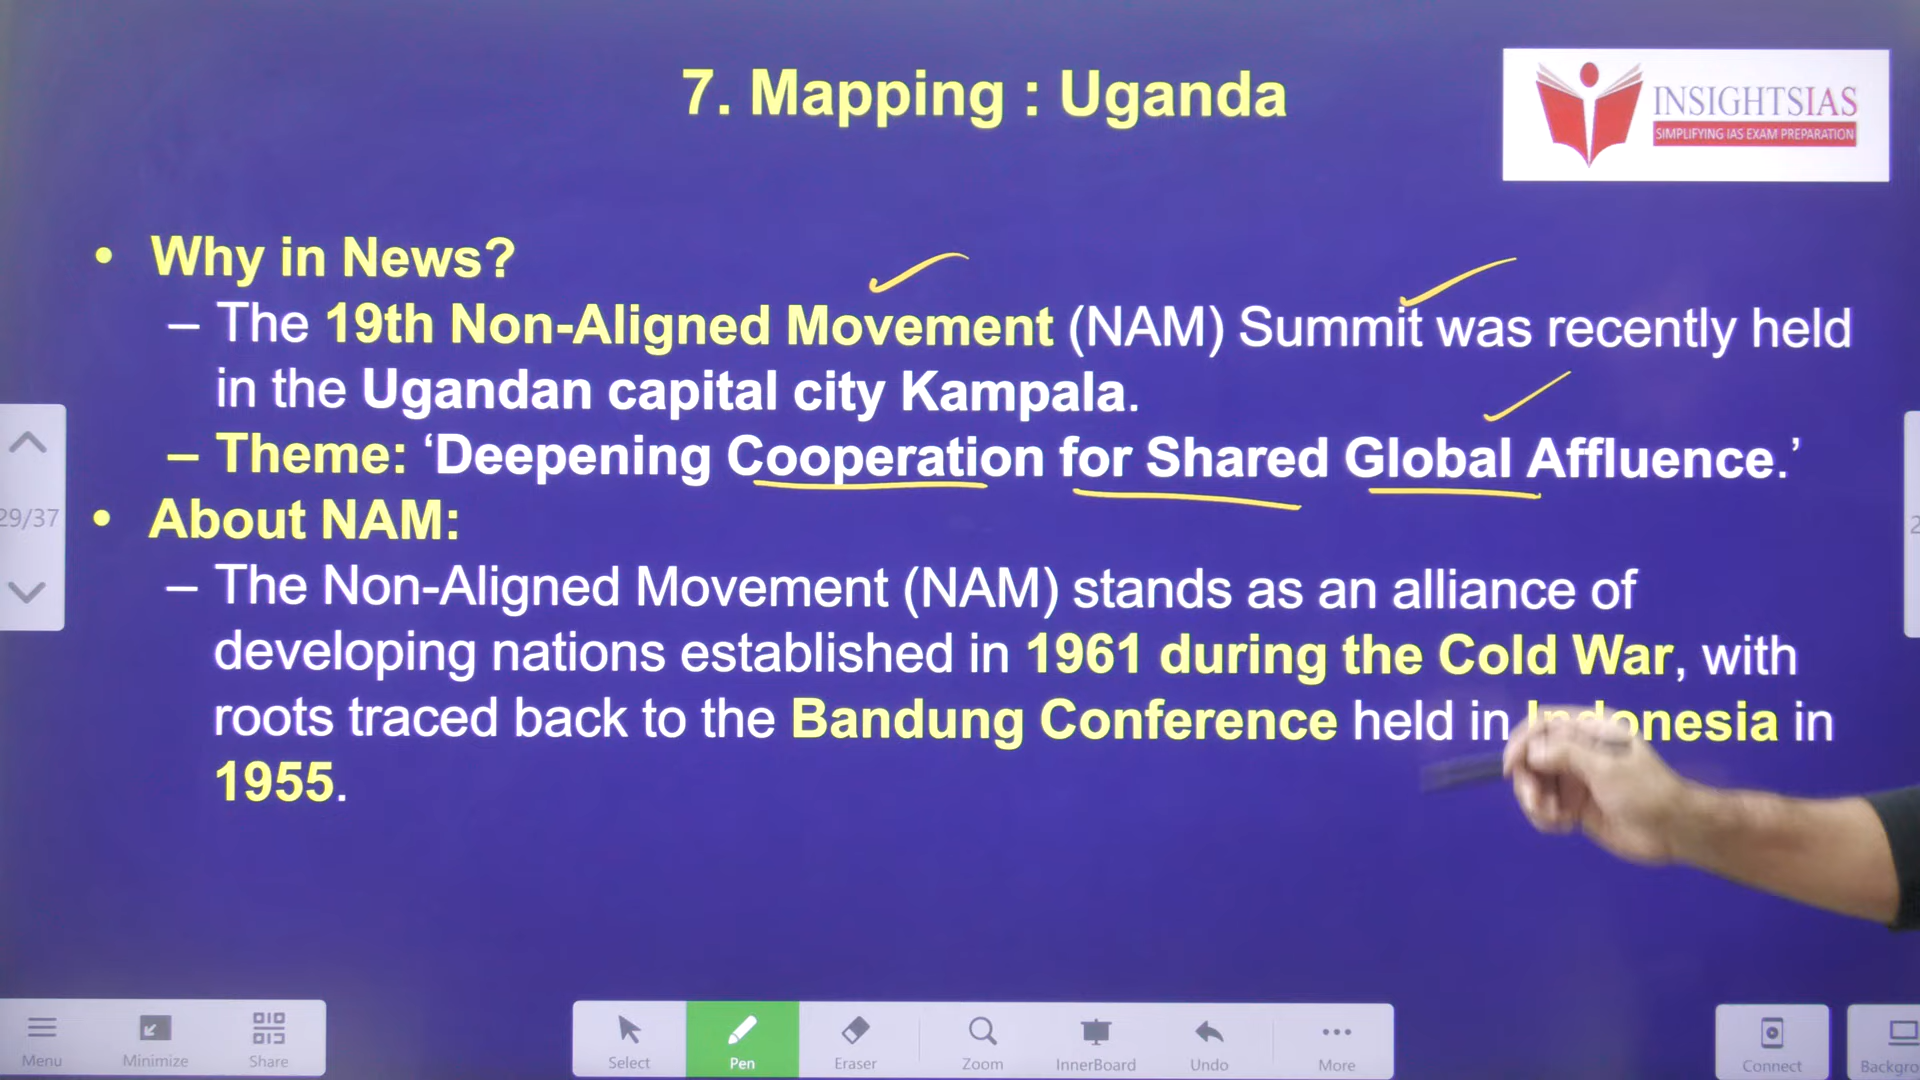 7. Mapping : Uganda
INSIGHTSIAS
SIMPLIFYING IAS EXAM PREPARATION
• Why in News?
– The 19th Non-Aligned Movement (NAM) Summit was recently held
in the Ugandan capital city Kampala.
– Theme: ‘Deepening Cooperation for Shared Global Affluence.’
• About NAM:
– The Non-Aligned Movement (NAM) stands as an alliance of
developing nations established in 1961 during the Cold War, with
roots traced back to the Bandung Conference held in Indonesia in
1955.
29/37
2
Menu Minimize Share Select Pen Eraser Zoom InnerBoard Undo More Connect Backgro